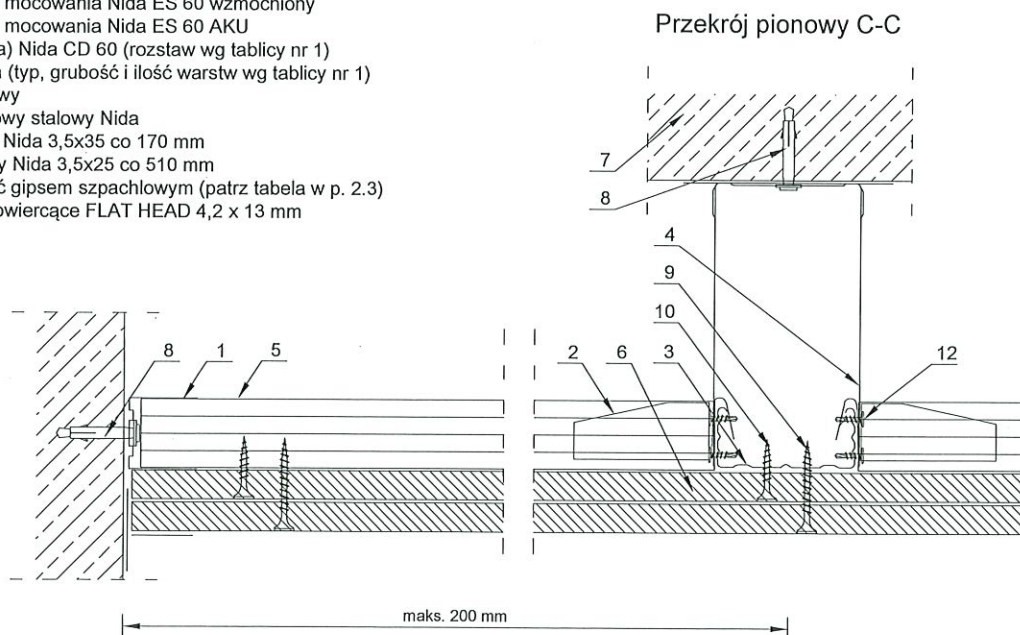 mocowania Nida ES 60 wzmocniony
mocowania Nida ES 60 AKU
a) Nida CD 60 (rozstaw wg tablicy nr 1)
(typ, grubość i ilość warstw wg tablicy nr 1)
wy
owy stalowy Nida
Nida 3,5x35 co 170 mm
y Nida 3,5x25 co 510 mm
ć gipsem szpachlowym (patrz tabela w p. 2.3)
owiercące FLAT HEAD 4,2 x 13 mm
Przekrój pionowy C-C
7
8
4
9
10
8
1
5
2
6
3
12
maks. 200 mm